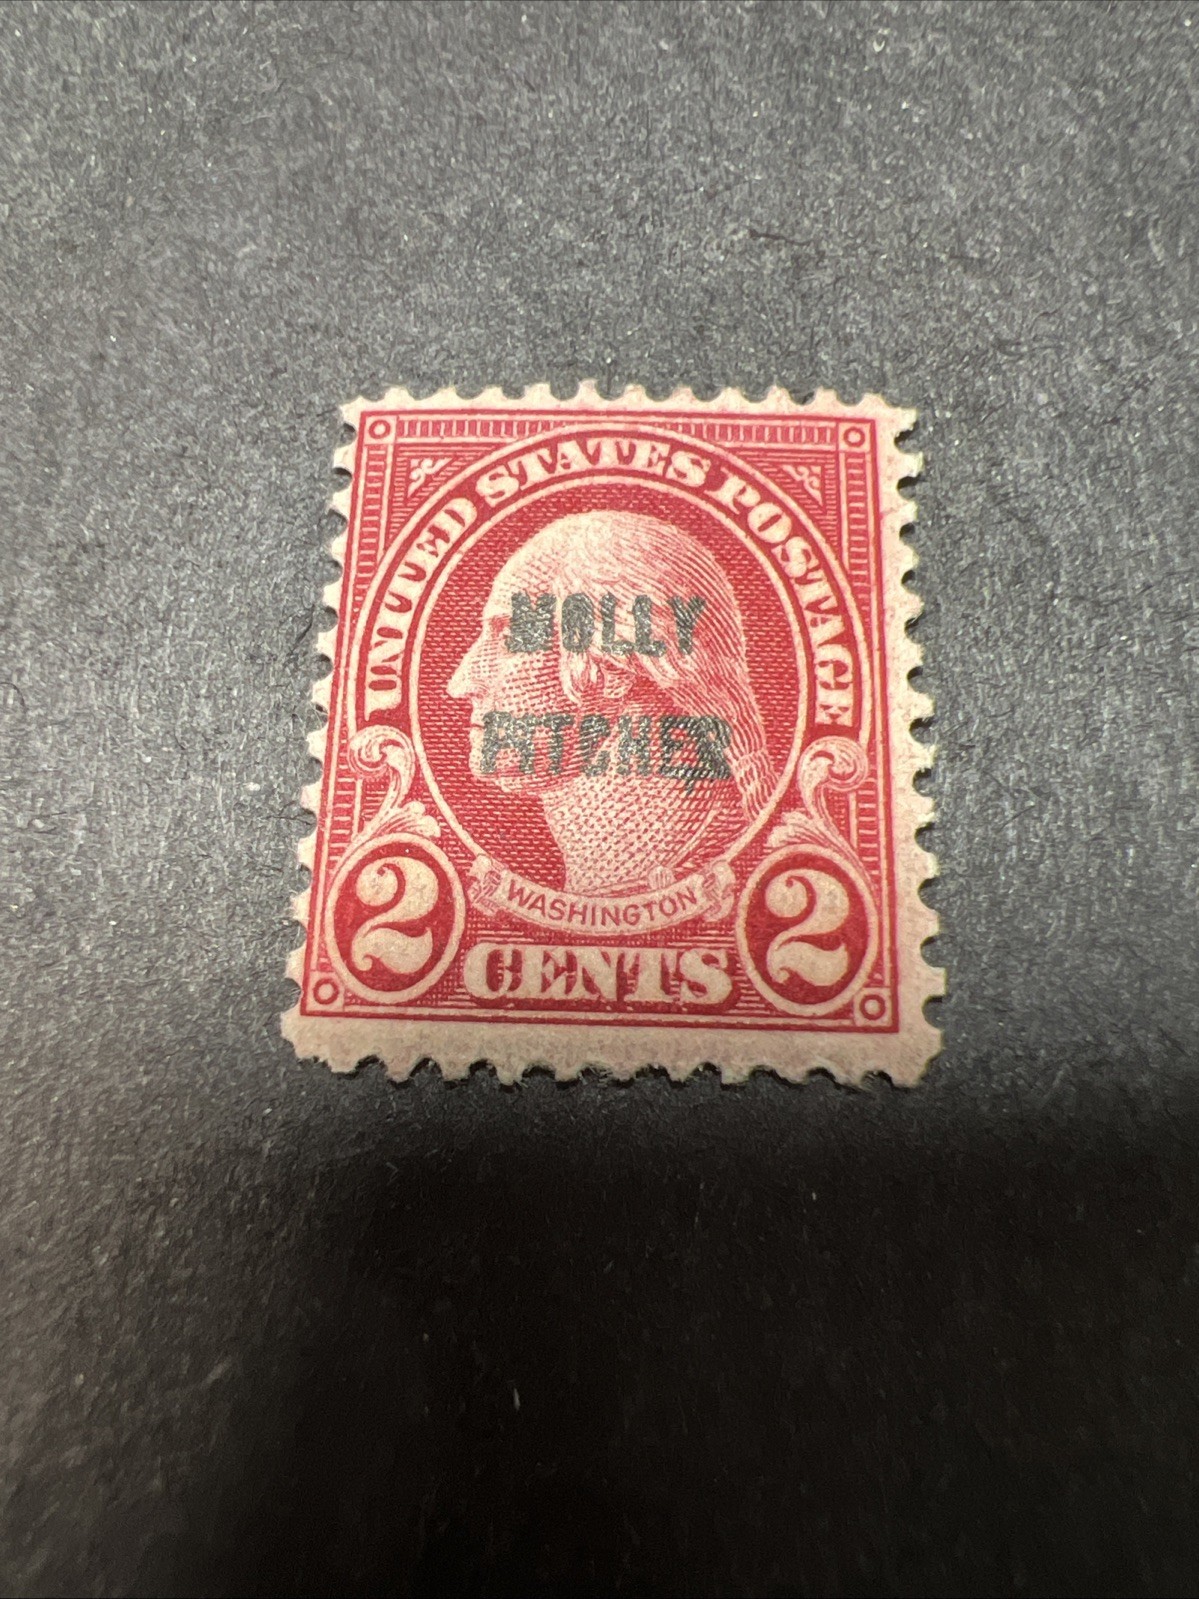 UNITED STATES POSTAGE
MOLLY
PITCHER
WASHINGTON
2 CENTS 2